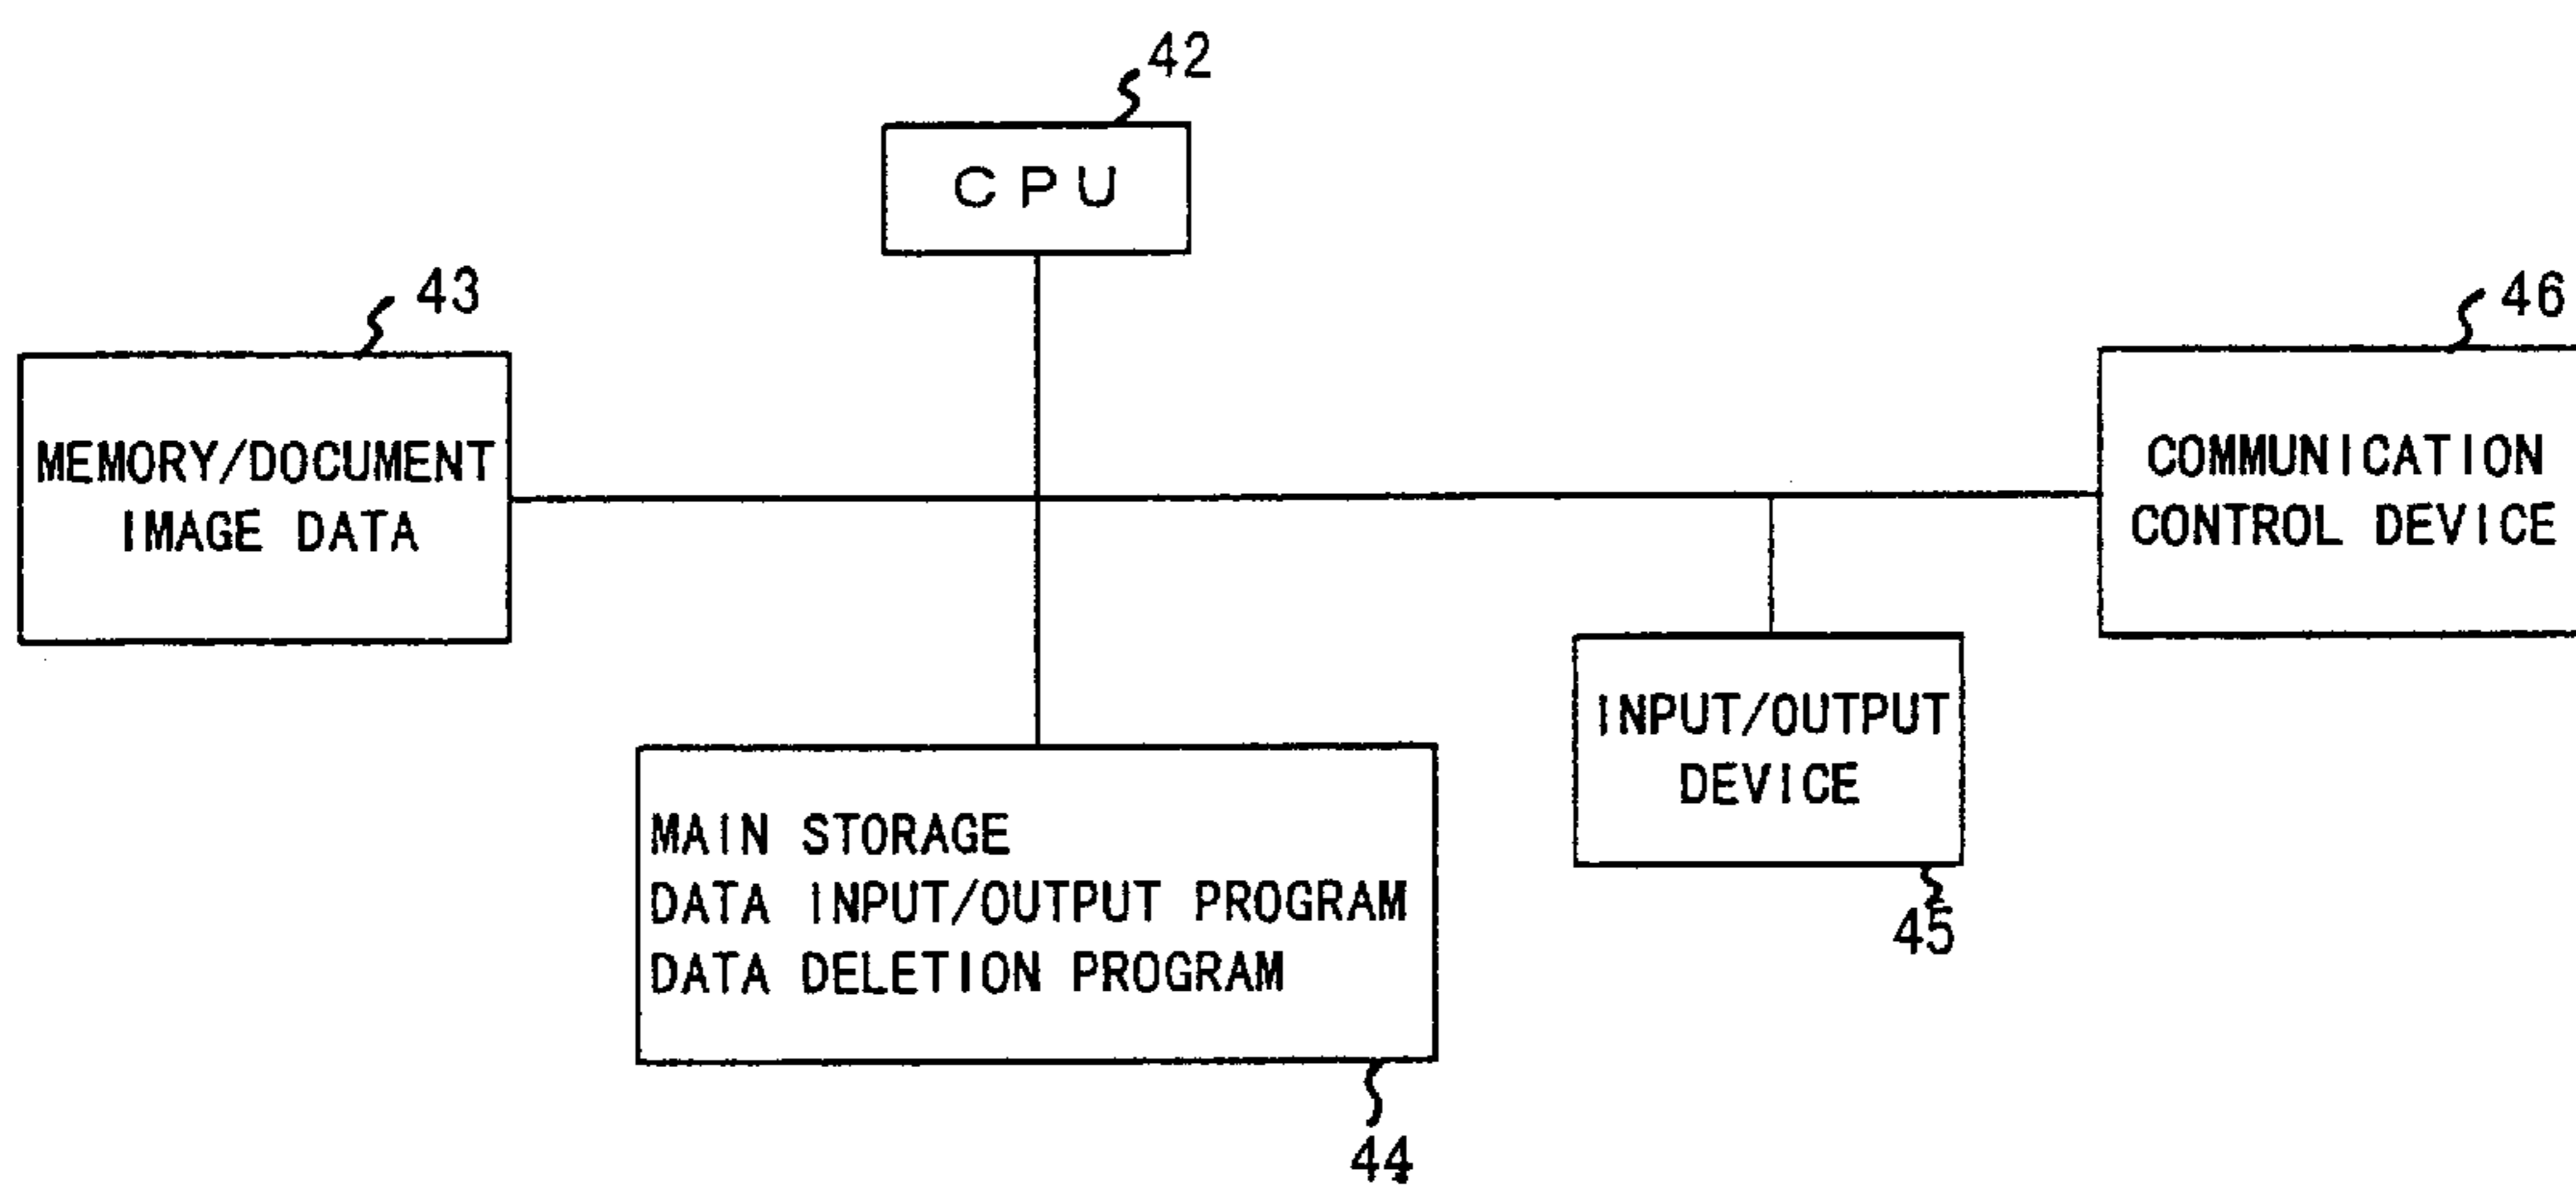 42
CPU
43
MEMORY/DOCUMENT
IMAGE DATA
46
COMMUNICATION
CONTROL DEVICE
INPUT/OUTPUT
DEVICE
45
MAIN STORAGE
DATA INPUT/OUTPUT PROGRAM
DATA DELETION PROGRAM
44